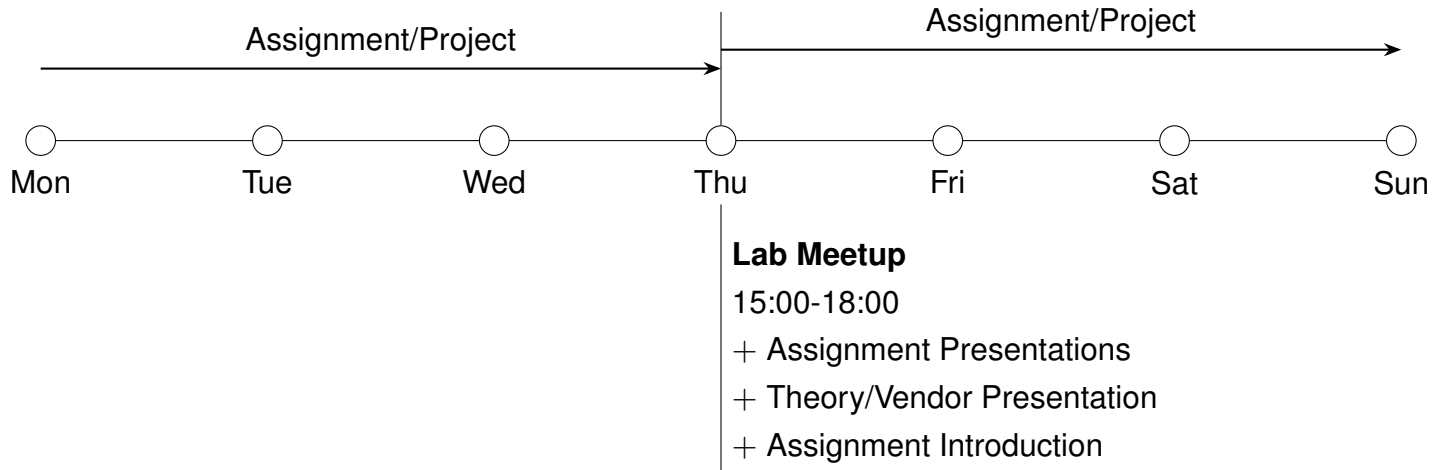 Assignment/Project
Assignment/Project
Mon Tue Wed Thu Fri Sat Sun
Lab Meetup
15:00-18:00
+ Assignment Presentations
+ Theory/Vendor Presentation
+ Assignment Introduction